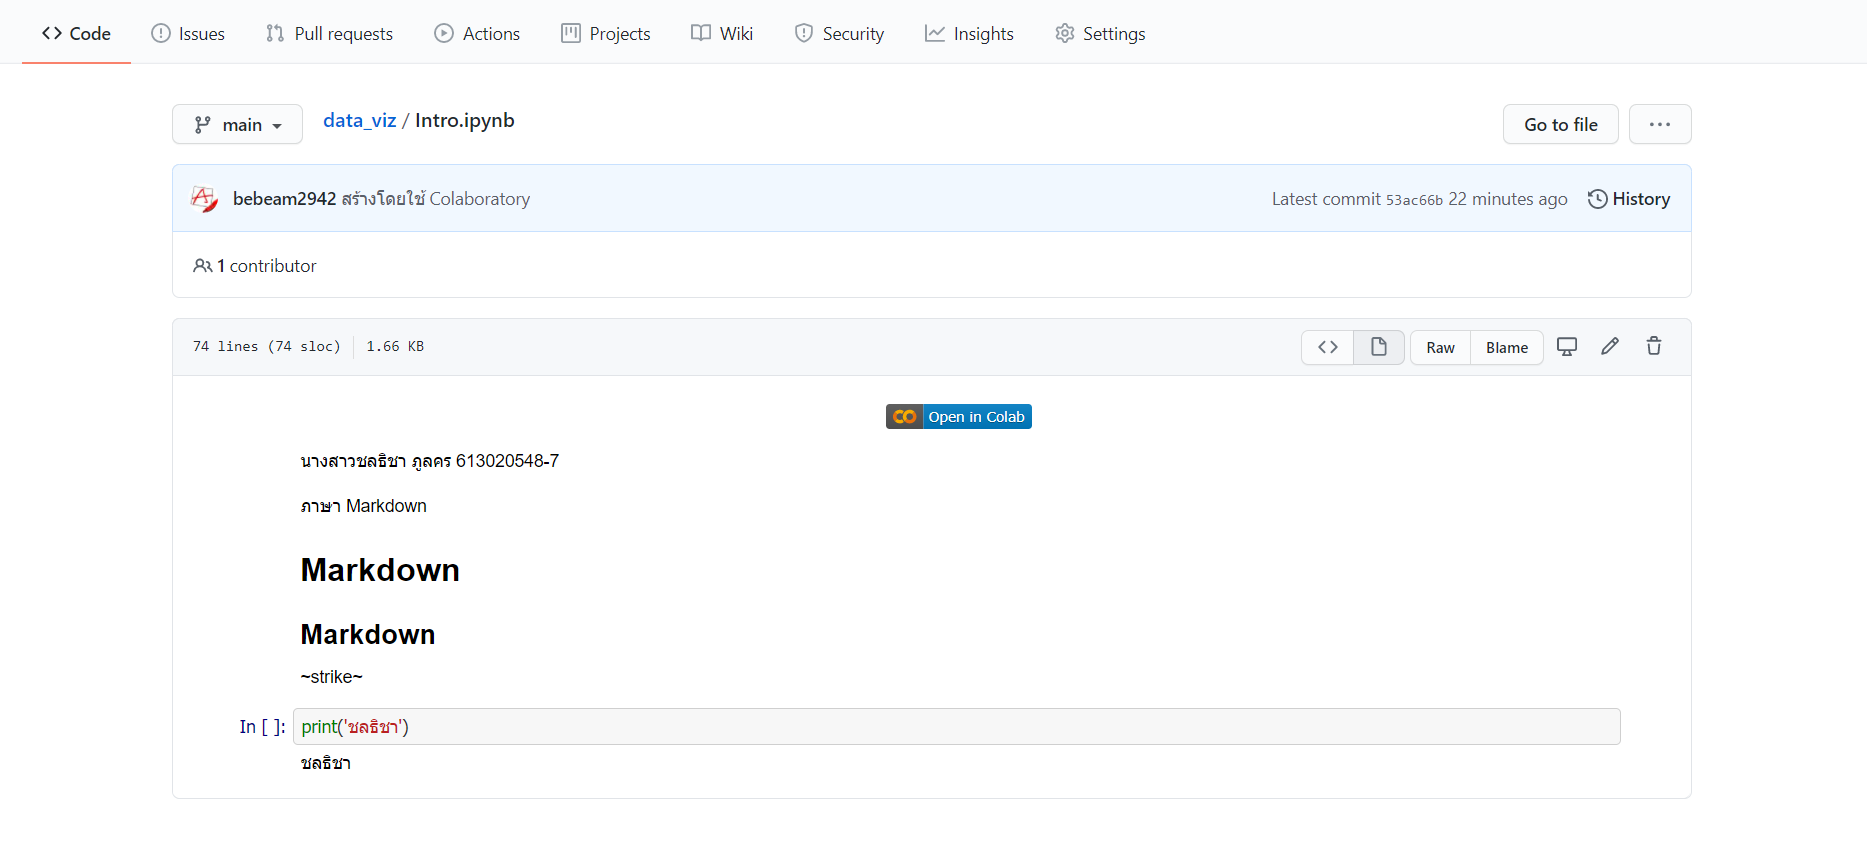 Code Issues Pull requests Actions Projects Wiki Security Insights Settings
main data_viz / Intro.ipynb Go to file ...
bebeam2942 สร้างโดยใช้ Colaboratory Latest commit 53ac66b 22 minutes ago History
1 contributor
74 lines (74 sloc) 1.66 KB Raw Blame
Open in Colab
นางสาวชลธิชา ภูลคร 613020548-7
ภาษา Markdown
Markdown
Markdown
~strike~
In [ ]: print('ชลธิชา')
ชลธิชา